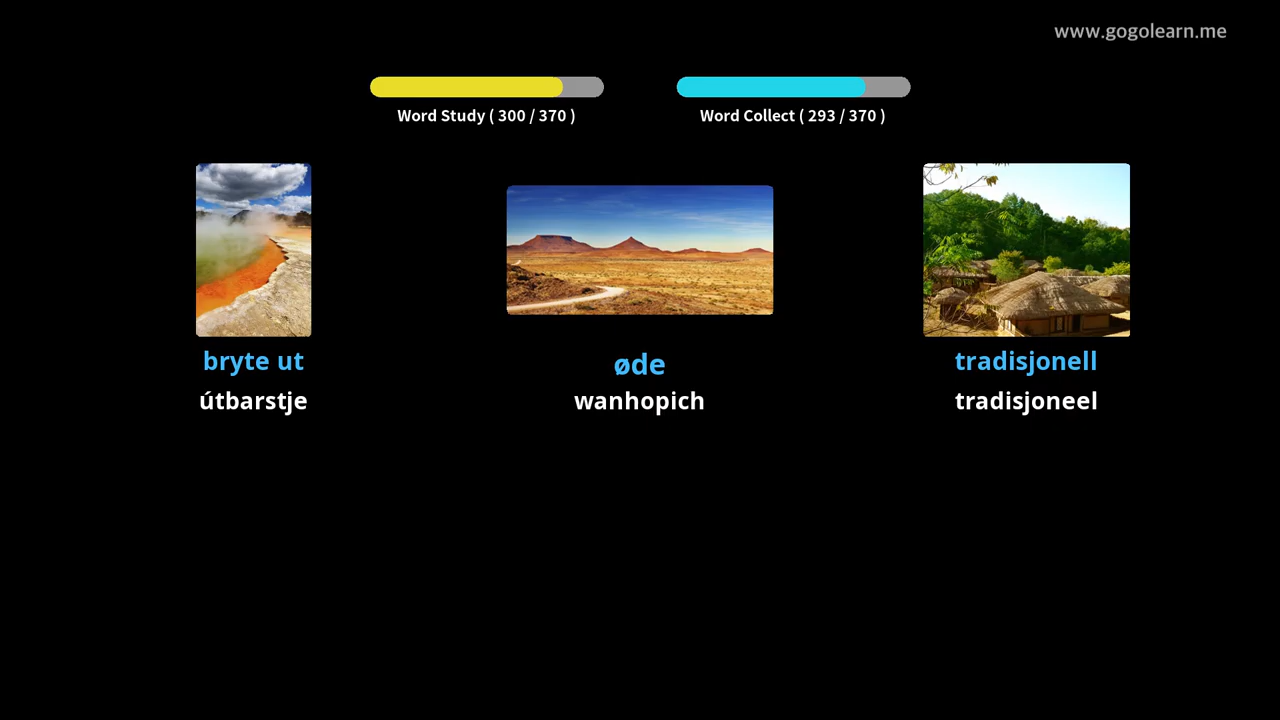 www.gogolearn.me
Word Study ( 300 / 370 )
Word Collect ( 293 / 370 )
bryte ut
útbarstje
øde
wanhopich
tradisjonell
tradisjoneel